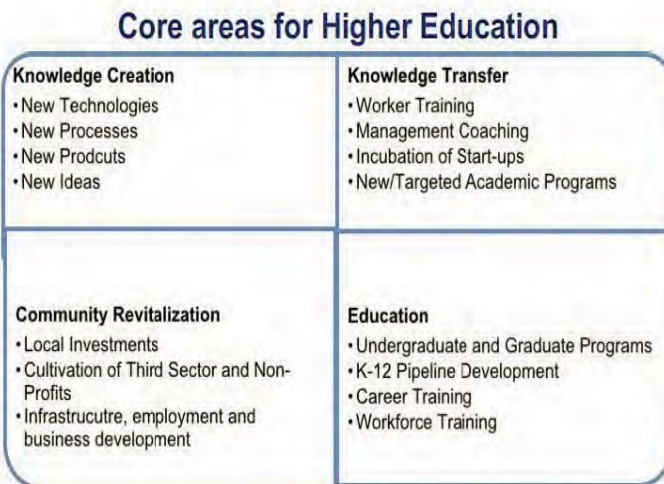 Core areas for Higher Education
Knowledge Creation
• New Technologies
• New Processes
• New Prodcuts
• New Ideas
Knowledge Transfer
• Worker Training
• Management Coaching
• Incubation of Start-ups
• New/Targeted Academic Programs
Community Revitalization
• Local Investments
• Cultivation of Third Sector and Non-
Profits
• Infrastrucutre, employment and
business development
Education
• Undergraduate and Graduate Programs
• K-12 Pipeline Development
• Career Training
• Workforce Training